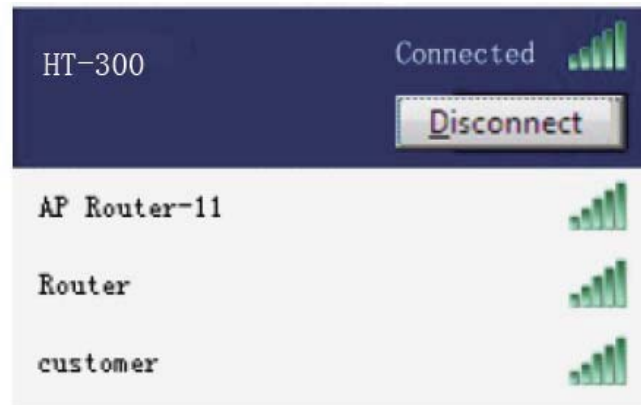 HT-300 Connected
Disconnect
AP Router-11
Router
customer